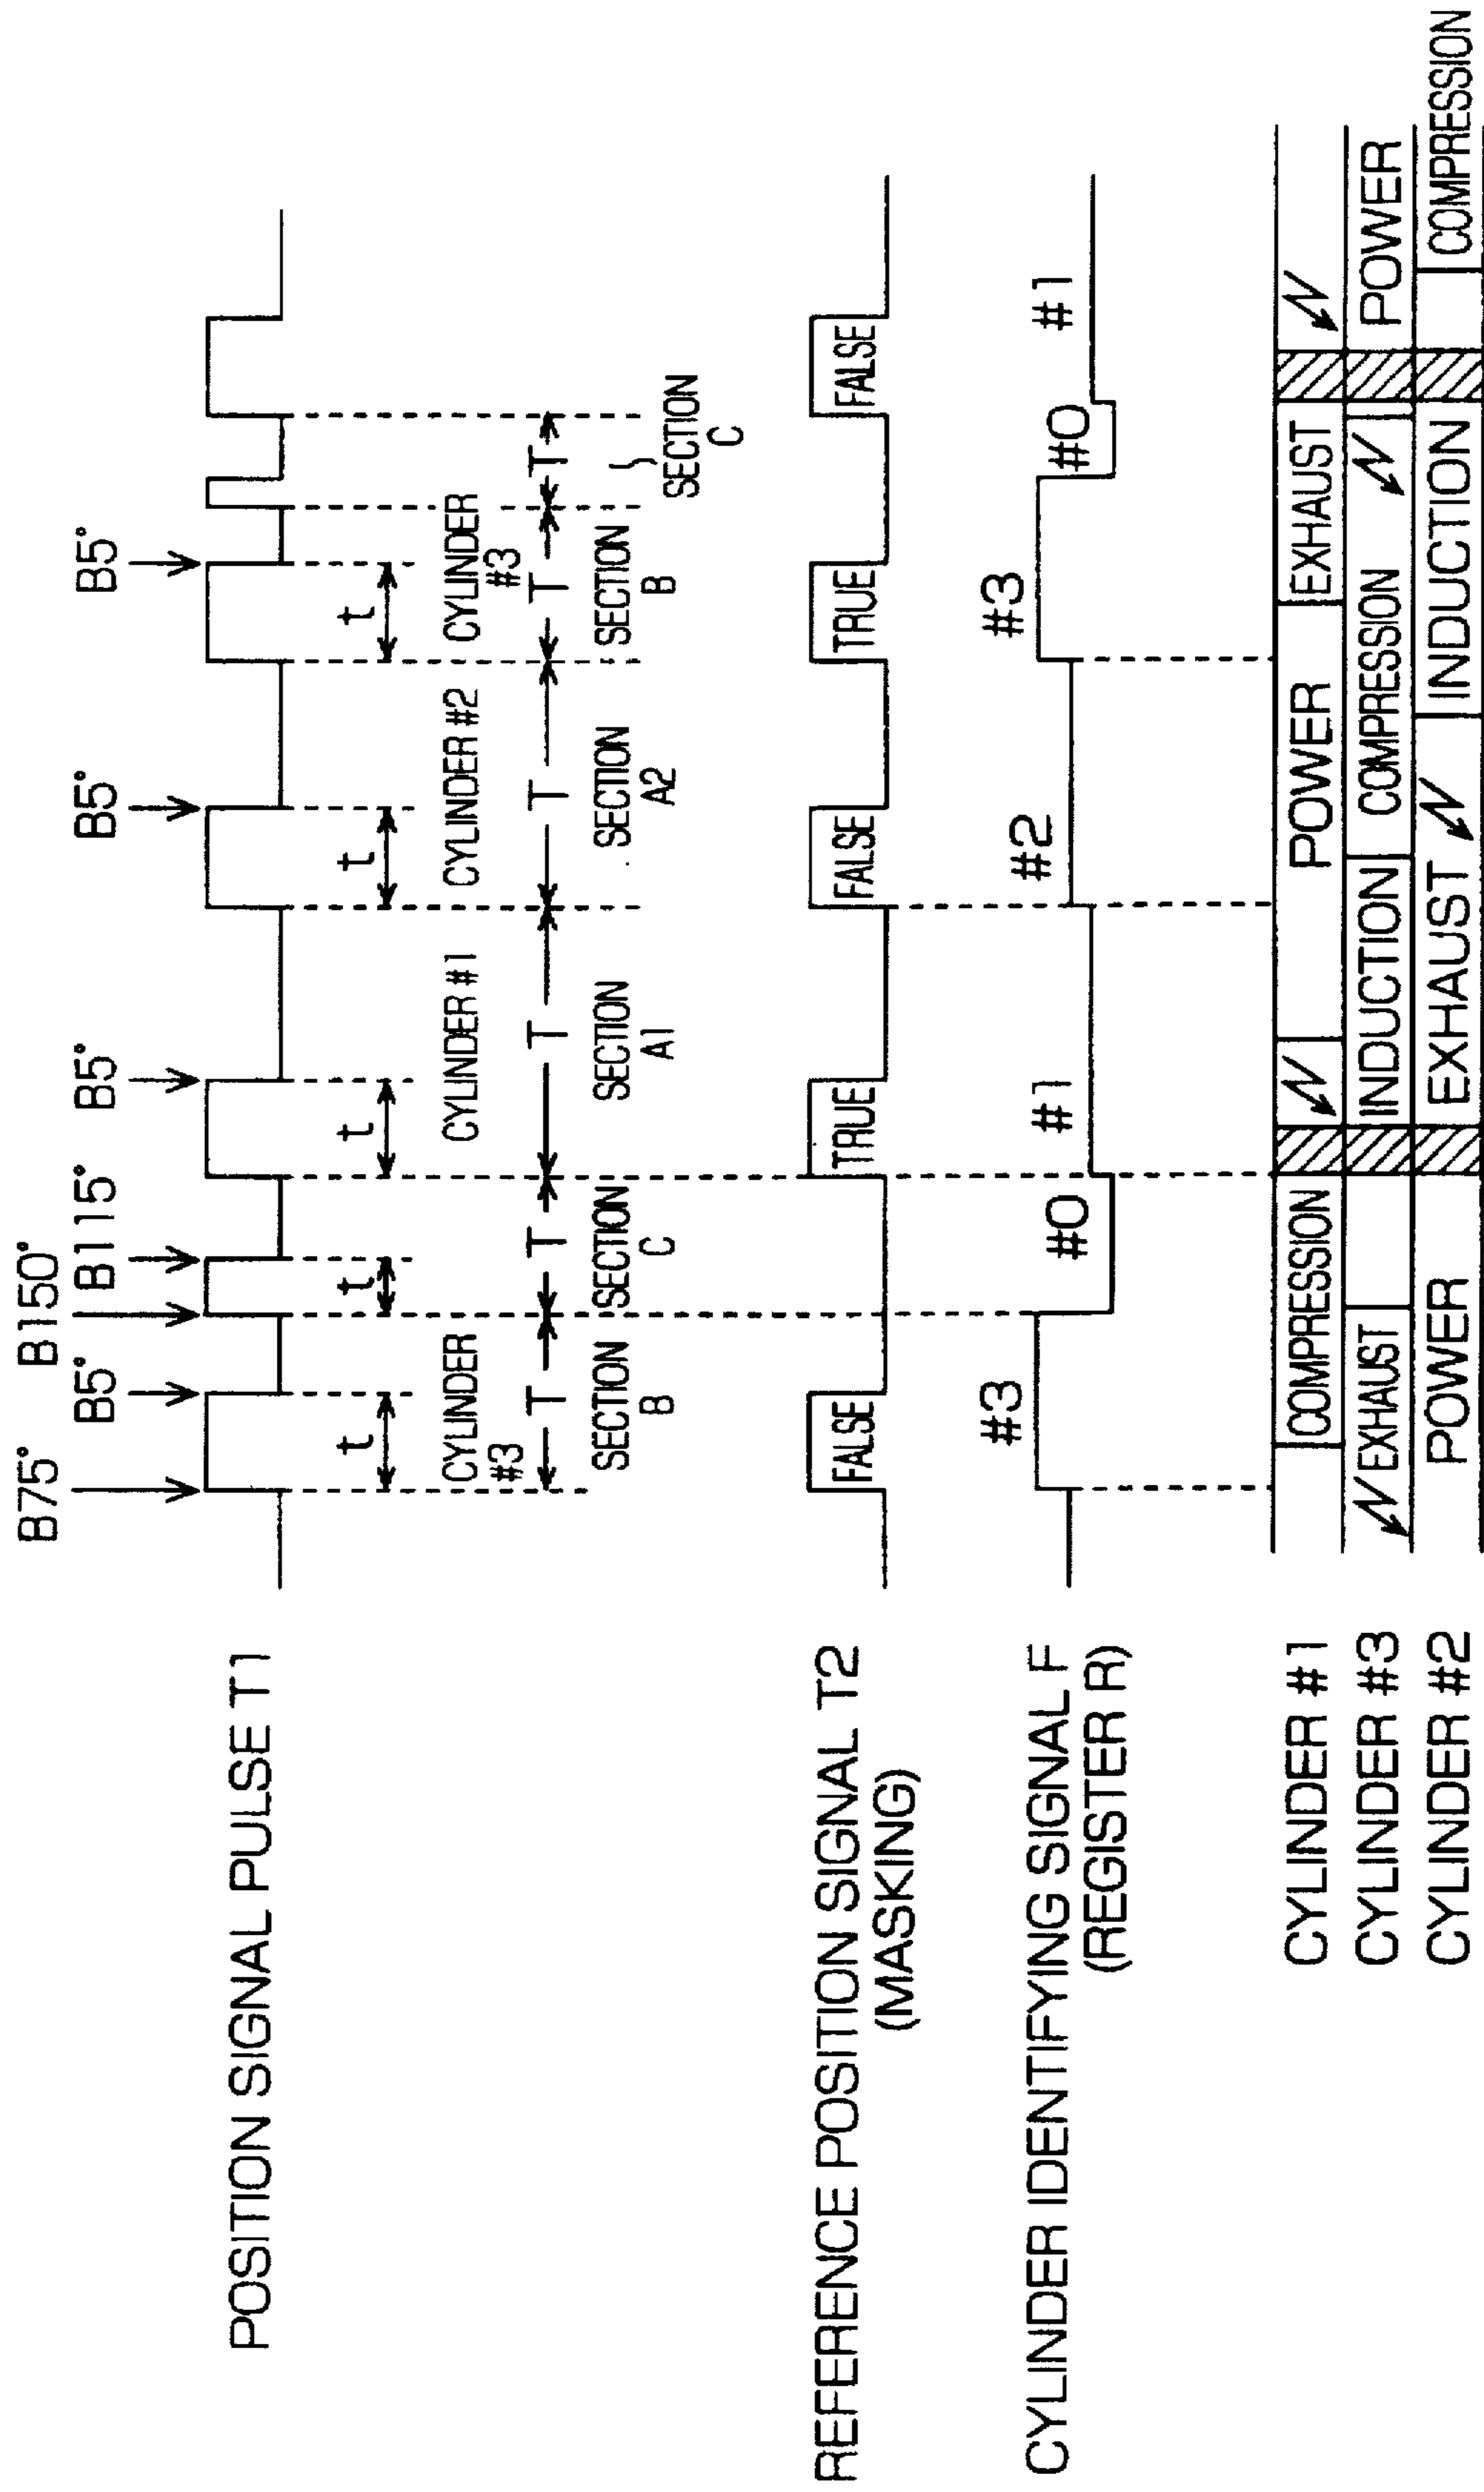 B75°
B5°
B150°
B115°
B5°
B5°
B5°
POSITION SIGNAL PULSE T1
t
t
t
t
t
CYLINDER
#3
CYLINDER #1
CYLINDER #2
CYLINDER
#3
T
T
T
T
T
T
SECTION
B
SECTION
C
SECTION
A1
SECTION
A2
SECTION
B
SECTION
C
REFERENCE POSITION SIGNAL T2
(MASKING)
FALSE
TRUE
FALSE
TRUE
FALSE
CYLINDER IDENTIFYING SIGNAL F
(REGISTER R)
#3
#0
#1
#2
#3
#0
#1
CYLINDER #1
COMPRESSION
POWER
EXHAUST
CYLINDER #3
EXHAUST
INDUCTION
COMPRESSION
POWER
CYLINDER #2
POWER
EXHAUST
INDUCTION
COMPRESSION